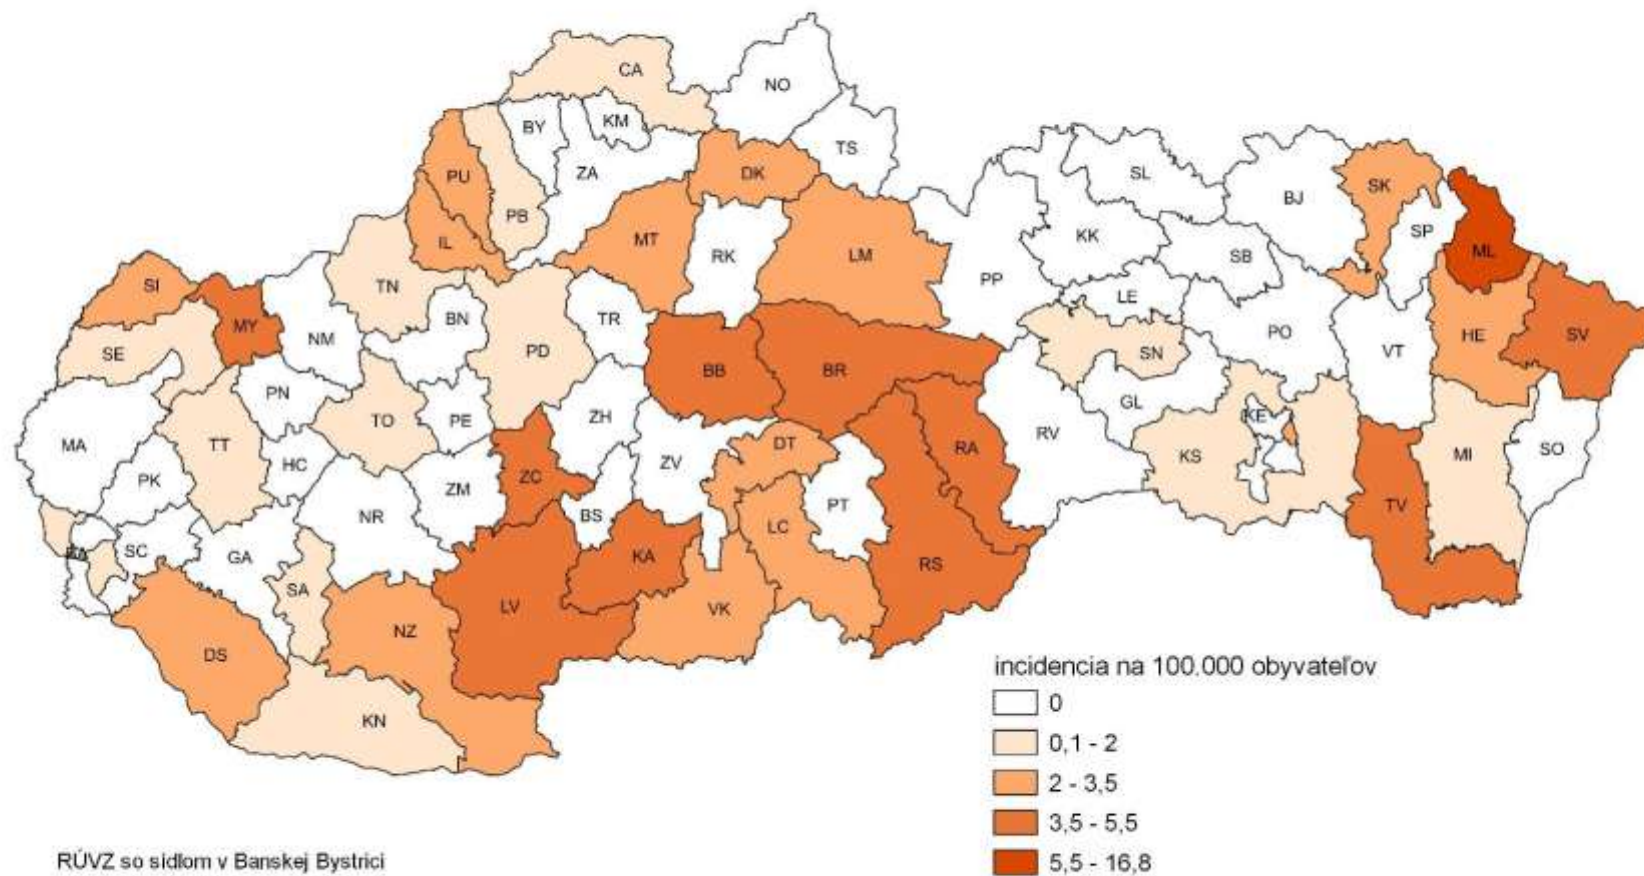 CA
NO
BY
KM
TS
ZA
PU
DK
SL
SK
BJ
PB
SP
IL
MT
RK
LM
KK
SB
ML
PP
SI
TN
LE
MY
BN
TR
PO
HE
SV
NM
SE
PD
SN
VT
BB
BR
PN
TO
PE
ZH
GL
KE
MA
TT
RV
DT
RA
HC
ZV
KS
MI
SO
PK
ZM
ZC
NR
BS
LC
PT
TV
SC
GA
KA
RS
SA
LV
VK
NZ
DS
KN
incidencia na 100.000 obyvateľov
0
0,1 - 2
2 - 3,5
3,5 - 5,5
5,5 - 16,8
RÚVZ so sídlom v Banskej Bystrici